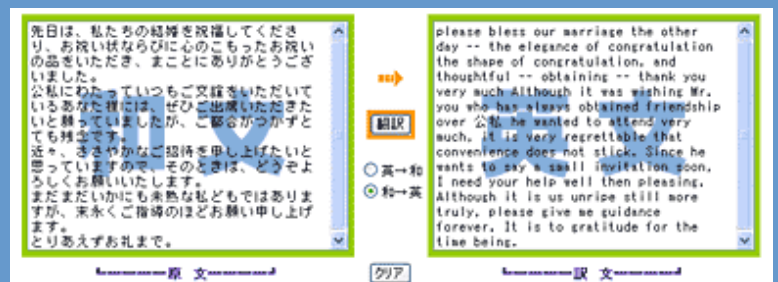 先日は、私たちの結婚を祝福してくださ
り、お祝い状ならびに心のこもったお祝い
の品をいただき、まことにありがとうござ
いました。
公私にわたっていつもご交誼をいただいて
いるあなた様には、ぜひご出席いただきた
いと願っていましたが、ご都合がつかずと
ても残念です。
近々、ささやかなご招待を申し上げたいと
思っていますので、そのときは、どうぞよ
ろしくお願いいたします。
まだまだいかにも未熟な私どもではありま
すが、末永くご指導のほどお願い申し上げ
ます。
とりあえずお礼まで。
和文
原 文
翻訳
英→和
和→英
クリア
please bless our marriage the other
day -- the elegance of congratulation
the shape of congratulation, and
thoughtful -- obtaining -- thank you
very much Although it was wishing Mr.
you who has always obtained friendship
over 公私 he wanted to attend very
much, it is very regrettable that
convenience does not stick. Since he
wants to say a small invitation soon,
I need your help well then pleasing.
Although it is us unripe still more
truly, please give me guidance
forever. It is to gratitude for the
time being.
英文
訳 文